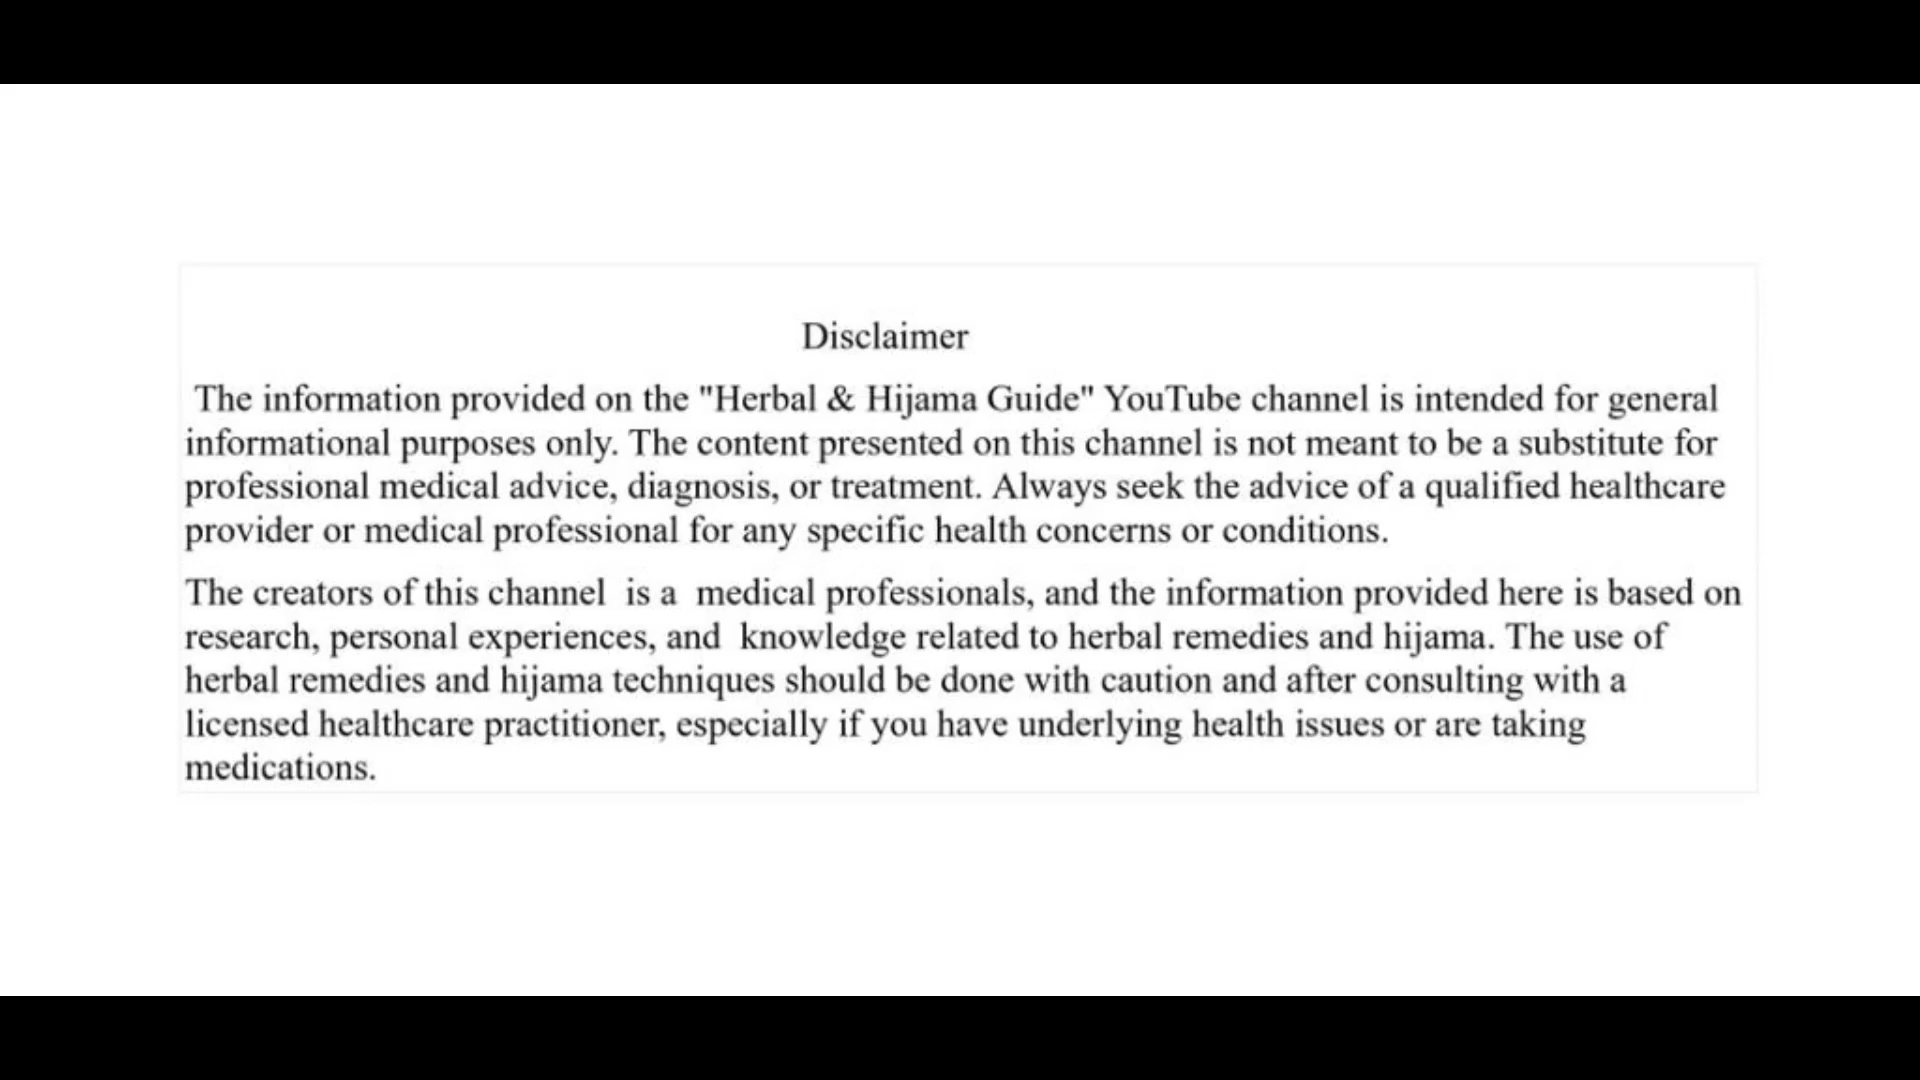 Disclaimer
The information provided on the "Herbal & Hijama Guide" YouTube channel is intended for general
informational purposes only. The content presented on this channel is not meant to be a substitute for
professional medical advice, diagnosis, or treatment. Always seek the advice of a qualified healthcare
provider or medical professional for any specific health concerns or conditions.
The creators of this channel  is a  medical professionals, and the information provided here is based on
research, personal experiences, and  knowledge related to herbal remedies and hijama. The use of
herbal remedies and hijama techniques should be done with caution and after consulting with a
licensed healthcare practitioner, especially if you have underlying health issues or are taking
medications.